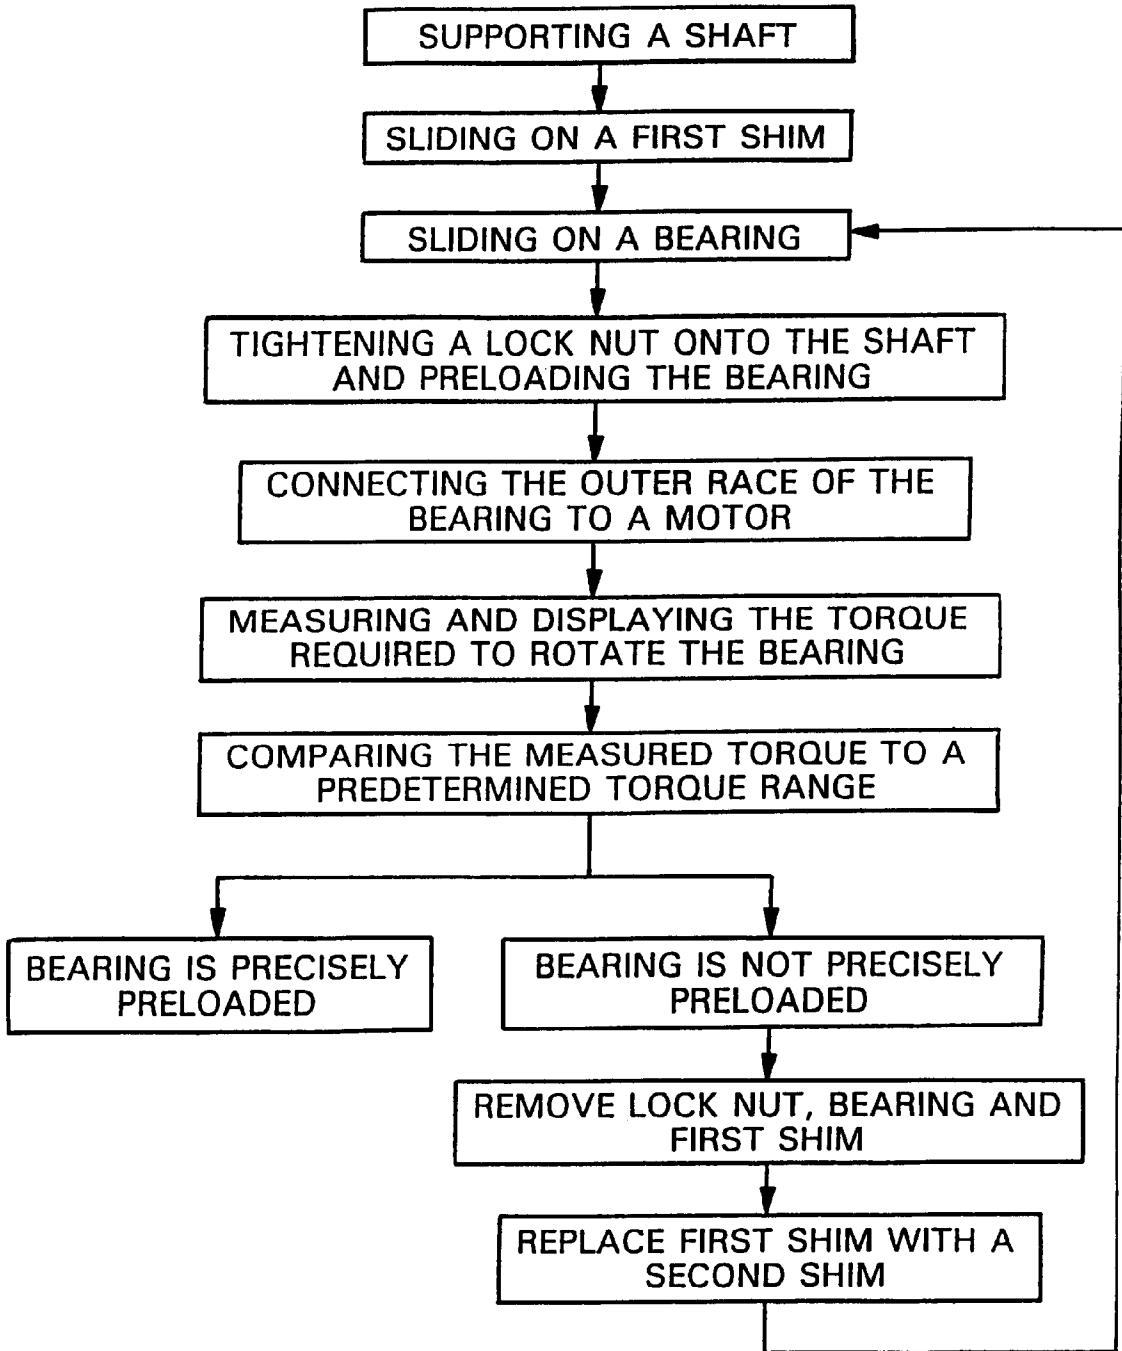 SUPPORTING A SHAFT
SLIDING ON A FIRST SHIM
SLIDING ON A BEARING
TIGHTENING A LOCK NUT ONTO THE SHAFT
AND PRELOADING THE BEARING
CONNECTING THE OUTER RACE OF THE
BEARING TO A MOTOR
MEASURING AND DISPLAYING THE TORQUE
REQUIRED TO ROTATE THE BEARING
COMPARING THE MEASURED TORQUE TO A
PREDETERMINED TORQUE RANGE
BEARING IS PRECISELY
PRELOADED
BEARING IS NOT PRECISELY
PRELOADED
REMOVE LOCK NUT, BEARING AND
FIRST SHIM
REPLACE FIRST SHIM WITH A
SECOND SHIM